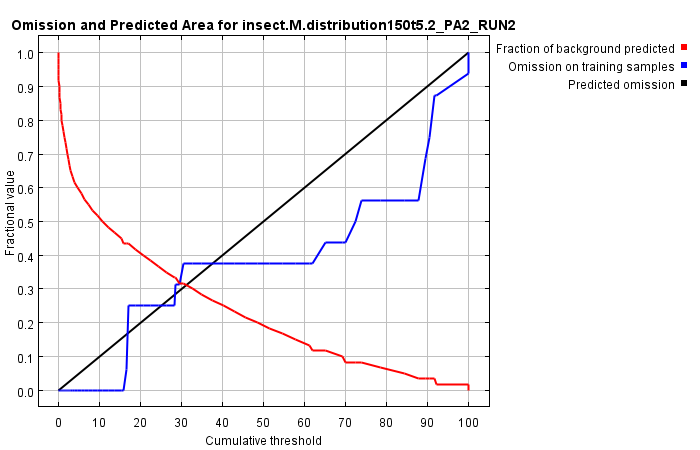 Omission and Predicted Area for insect.M.distribution150t5.2_PA2_RUN2
Fraction of background predicted
Omission on training samples
Predicted omission
Fractional value
1.0
0.9
0.8
0.7
0.6
0.5
0.4
0.3
0.2
0.1
0.0
0 10 20 30 40 50 60 70 80 90 100
Cumulative threshold